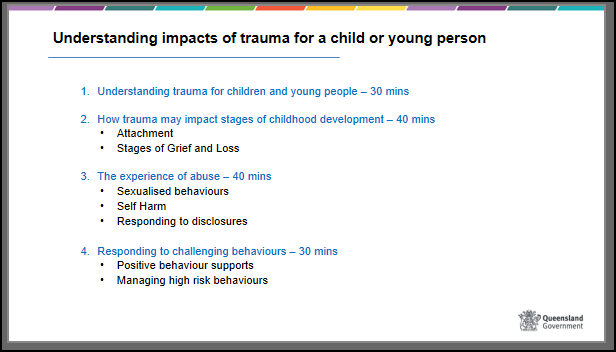 Understanding impacts of trauma for a child or young person
1. Understanding trauma for children and young people – 30 mins
2. How trauma may impact stages of childhood development – 40 mins
• Attachment
• Stages of Grief and Loss
3. The experience of abuse – 40 mins
• Sexualised behaviours
• Self Harm
• Responding to disclosures
4. Responding to challenging behaviours – 30 mins
• Positive behaviour supports
• Managing high risk behaviours
Queensland
Government